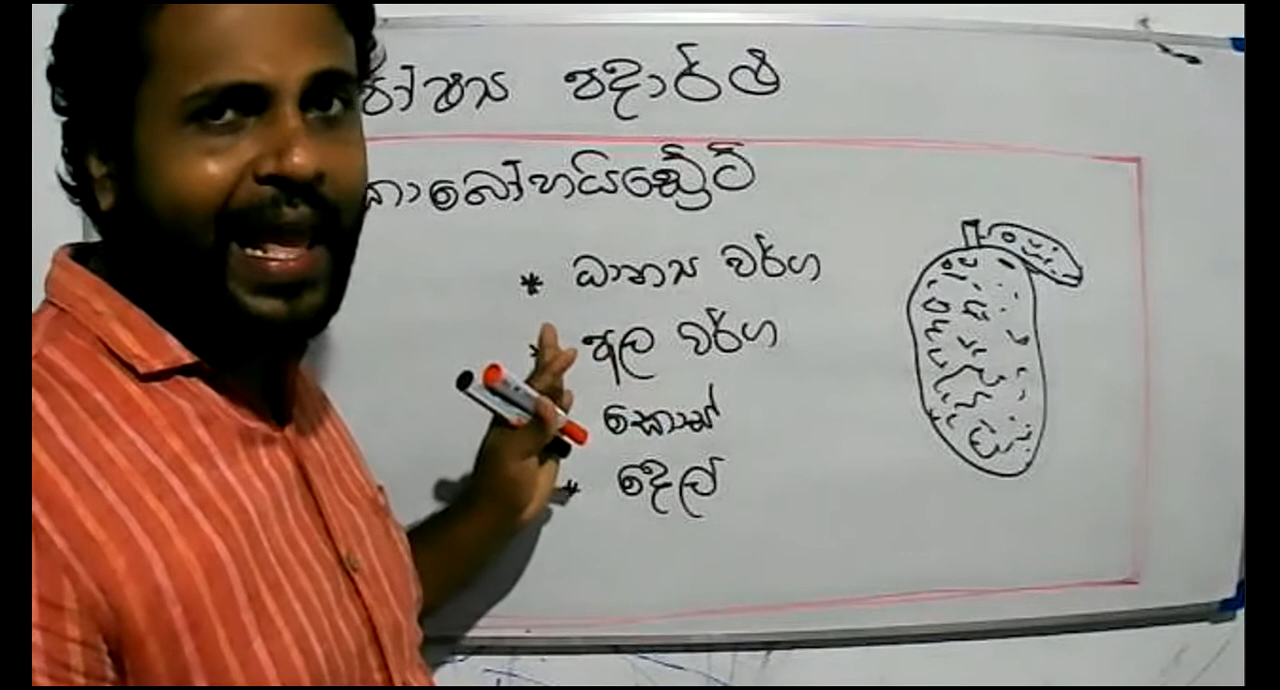 පෝෂ්‍ය පදාර්ථ
කාබෝහයිඩ්‍රේට්
* ධාන්‍ය වර්ග
* අල වර්ග
කොස්
* දෙල්